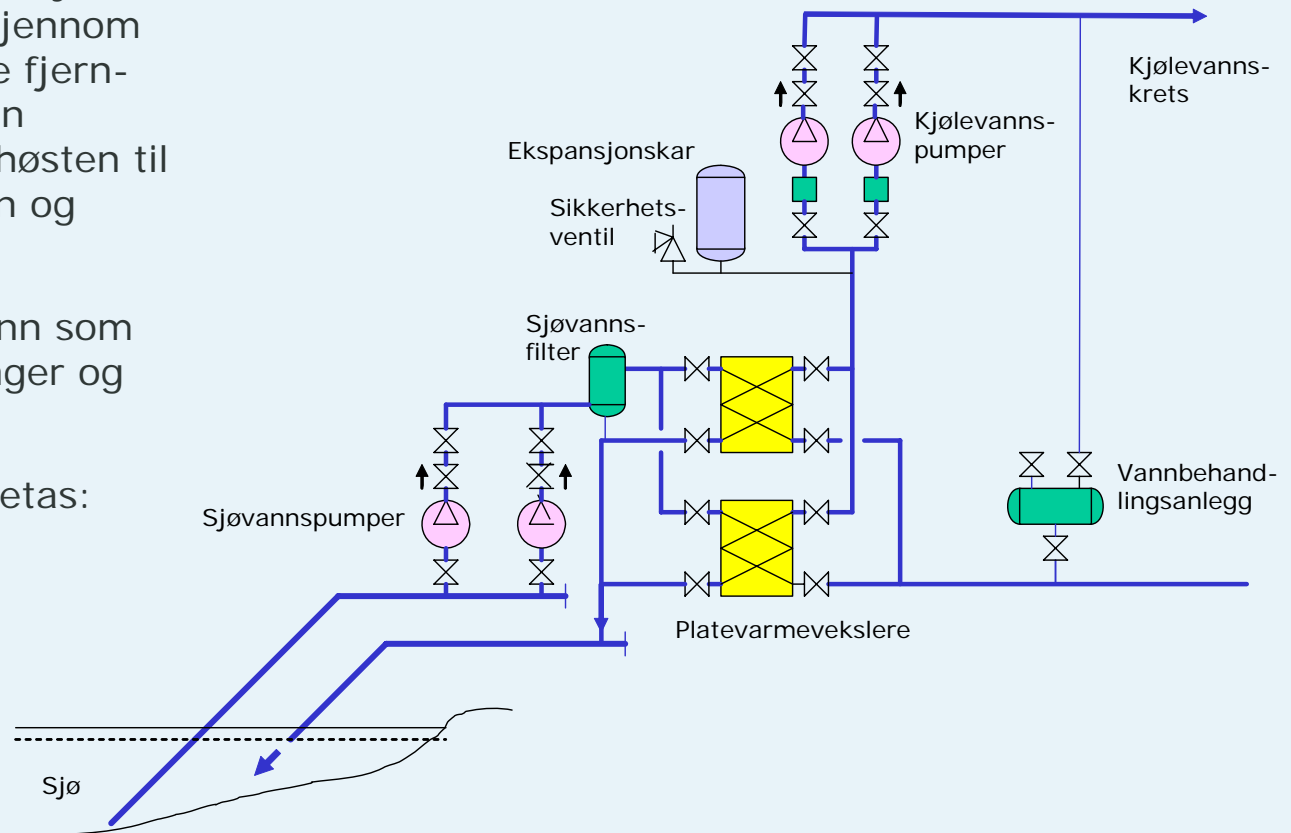 jennom
e fjern-
n
høsten til
n og
nn som
nger og
etas:
Kjølevanns-
krets
Kjølevanns-
pumper
Ekspansjonskar
Sikkerhets-
ventil
Sjøvanns-
filter
Sjøvannspumper
Vannbehand-
lingsanlegg
Platevarmevekslere
Sjø